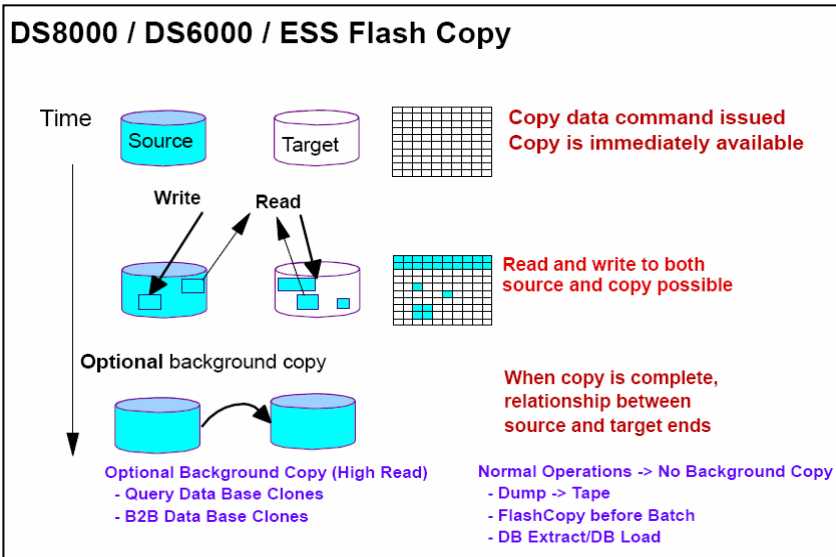 DS8000 / DS6000 / ESS Flash Copy
Time
Source
Target
Copy data command issued
Copy is immediately available
Write
Read
Read and write to both
source and copy possible
Optional background copy
When copy is complete,
relationship between
source and target ends
Optional Background Copy (High Read)
- Query Data Base Clones
- B2B Data Base Clones
Normal Operations -> No Background Copy
- Dump -> Tape
- FlashCopy before Batch
- DB Extract/DB Load